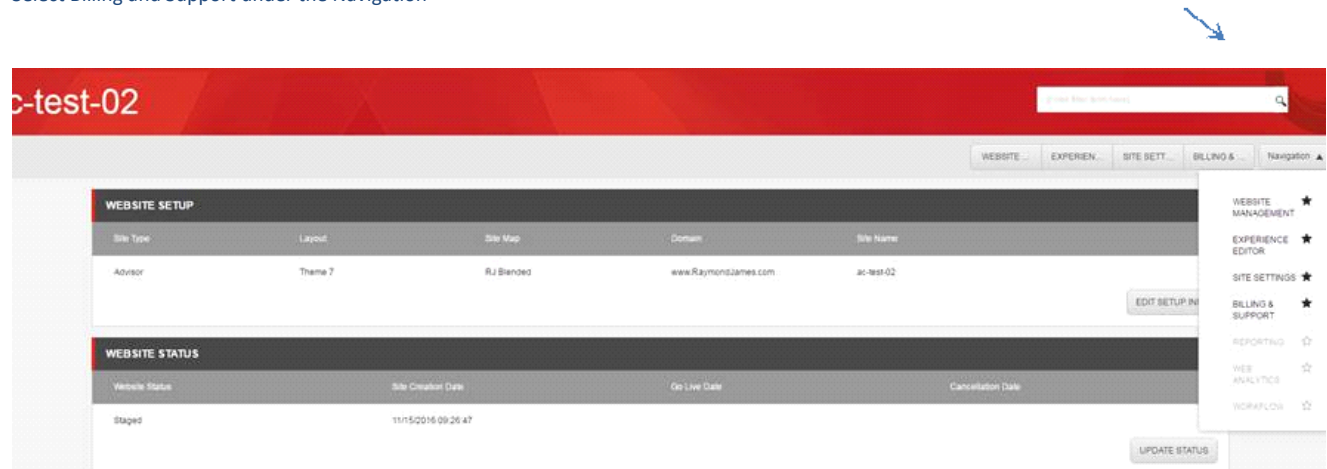 Select Billing and Support under the Navigation
c-test-02
WEBSITE ... EXPERIEN... SITE SETT... BILLING & ... Navigation ▲
WEBSITE SETUP
Site Type Layout Site Map Domain Site Name
Advisor Theme 7 RJ Blended www.RaymondJames.com ac-test-02
EDIT SETUP IN
WEBSITE STATUS
Website Status Site Creation Date Go Live Date Cancellation Date
Staged 11/15/2016 09:26:47
UPDATE STATUS
WEBSITE
MANAGEMENT
EXPERIENCE
EDITOR
SITE SETTINGS
BILLING &
SUPPORT
REPORTING
WEB
ANALYTICS
WORKFLOW